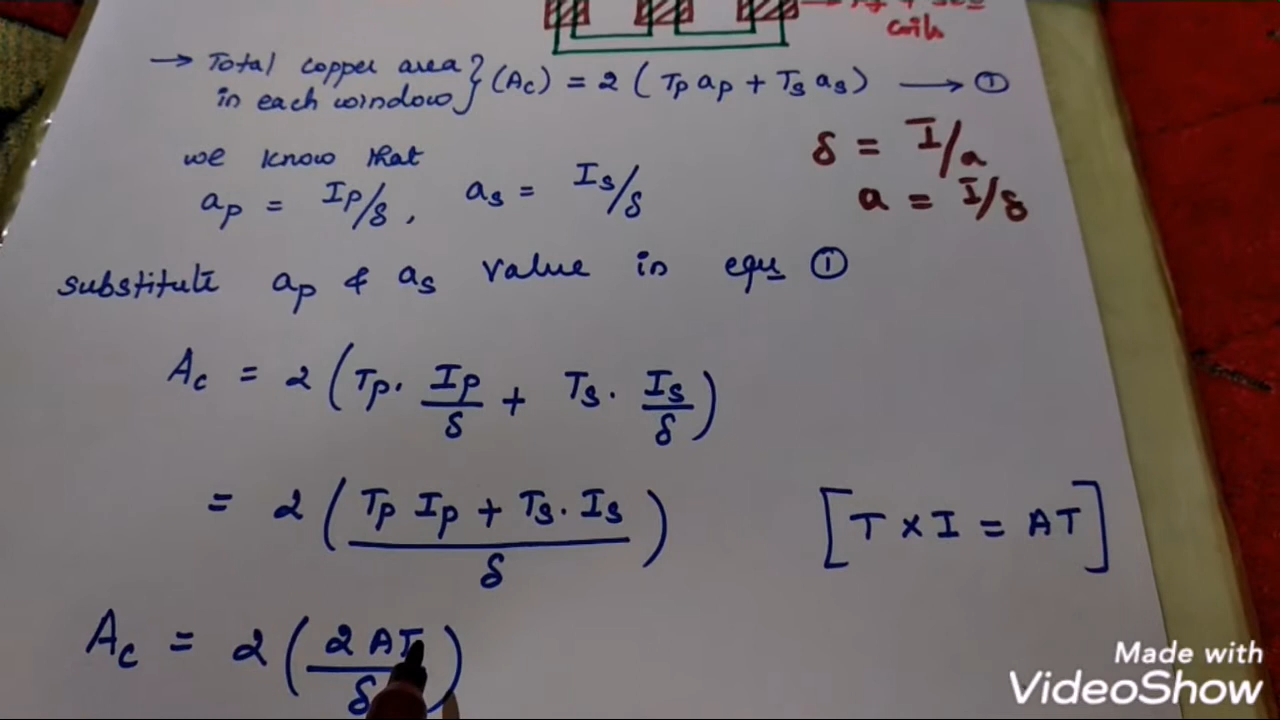 coils
→ Total copper area } (Ac) = 2 ( Tp ap + Ts as ) → ①
in each window
we know that
ap = Ip/δ, as = Is/δ
δ = I/a
a = I/δ
substitute ap & as value in equ ①
Ac = 2 ( Tp. Ip/δ + Ts. Is/δ )
= 2 ( Tp Ip + Ts. Is / δ ) [ T × I = AT ]
Ac = 2 ( 2 AT / δ )
Made with
VideoShow